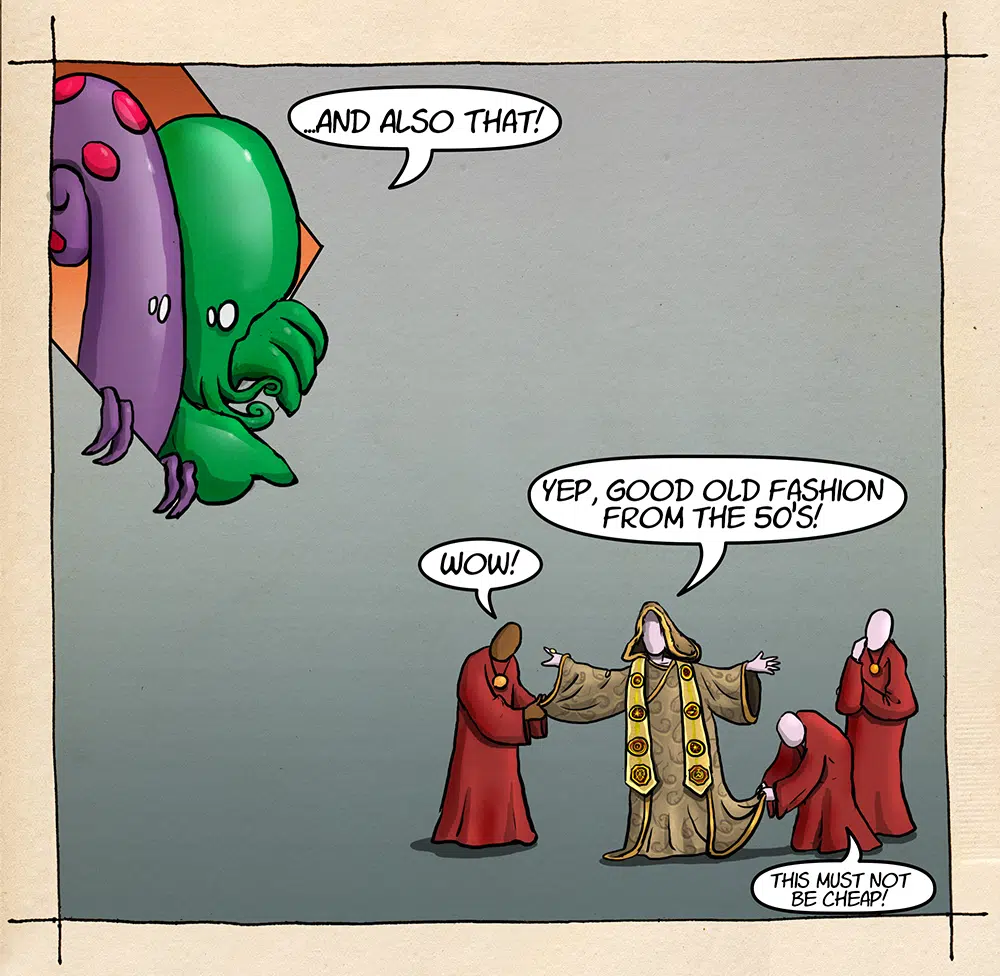 ...AND ALSO THAT!
YEP, GOOD OLD FASHION
FROM THE 50'S!
WOW!
THIS MUST NOT
BE CHEAP!